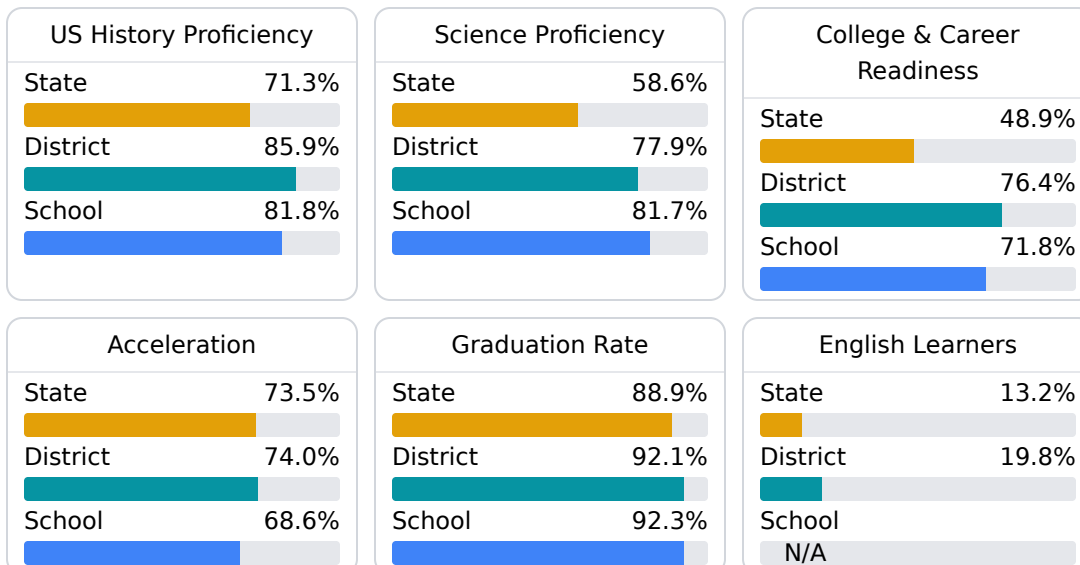 US History Proficiency
State 71.3%
District 85.9%
School 81.8%
Science Proficiency
State 58.6%
District 77.9%
School 81.7%
College & Career
Readiness
State 48.9%
District 76.4%
School 71.8%
Acceleration
State 73.5%
District 74.0%
School 68.6%
Graduation Rate
State 88.9%
District 92.1%
School 92.3%
English Learners
State 13.2%
District 19.8%
School
N/A